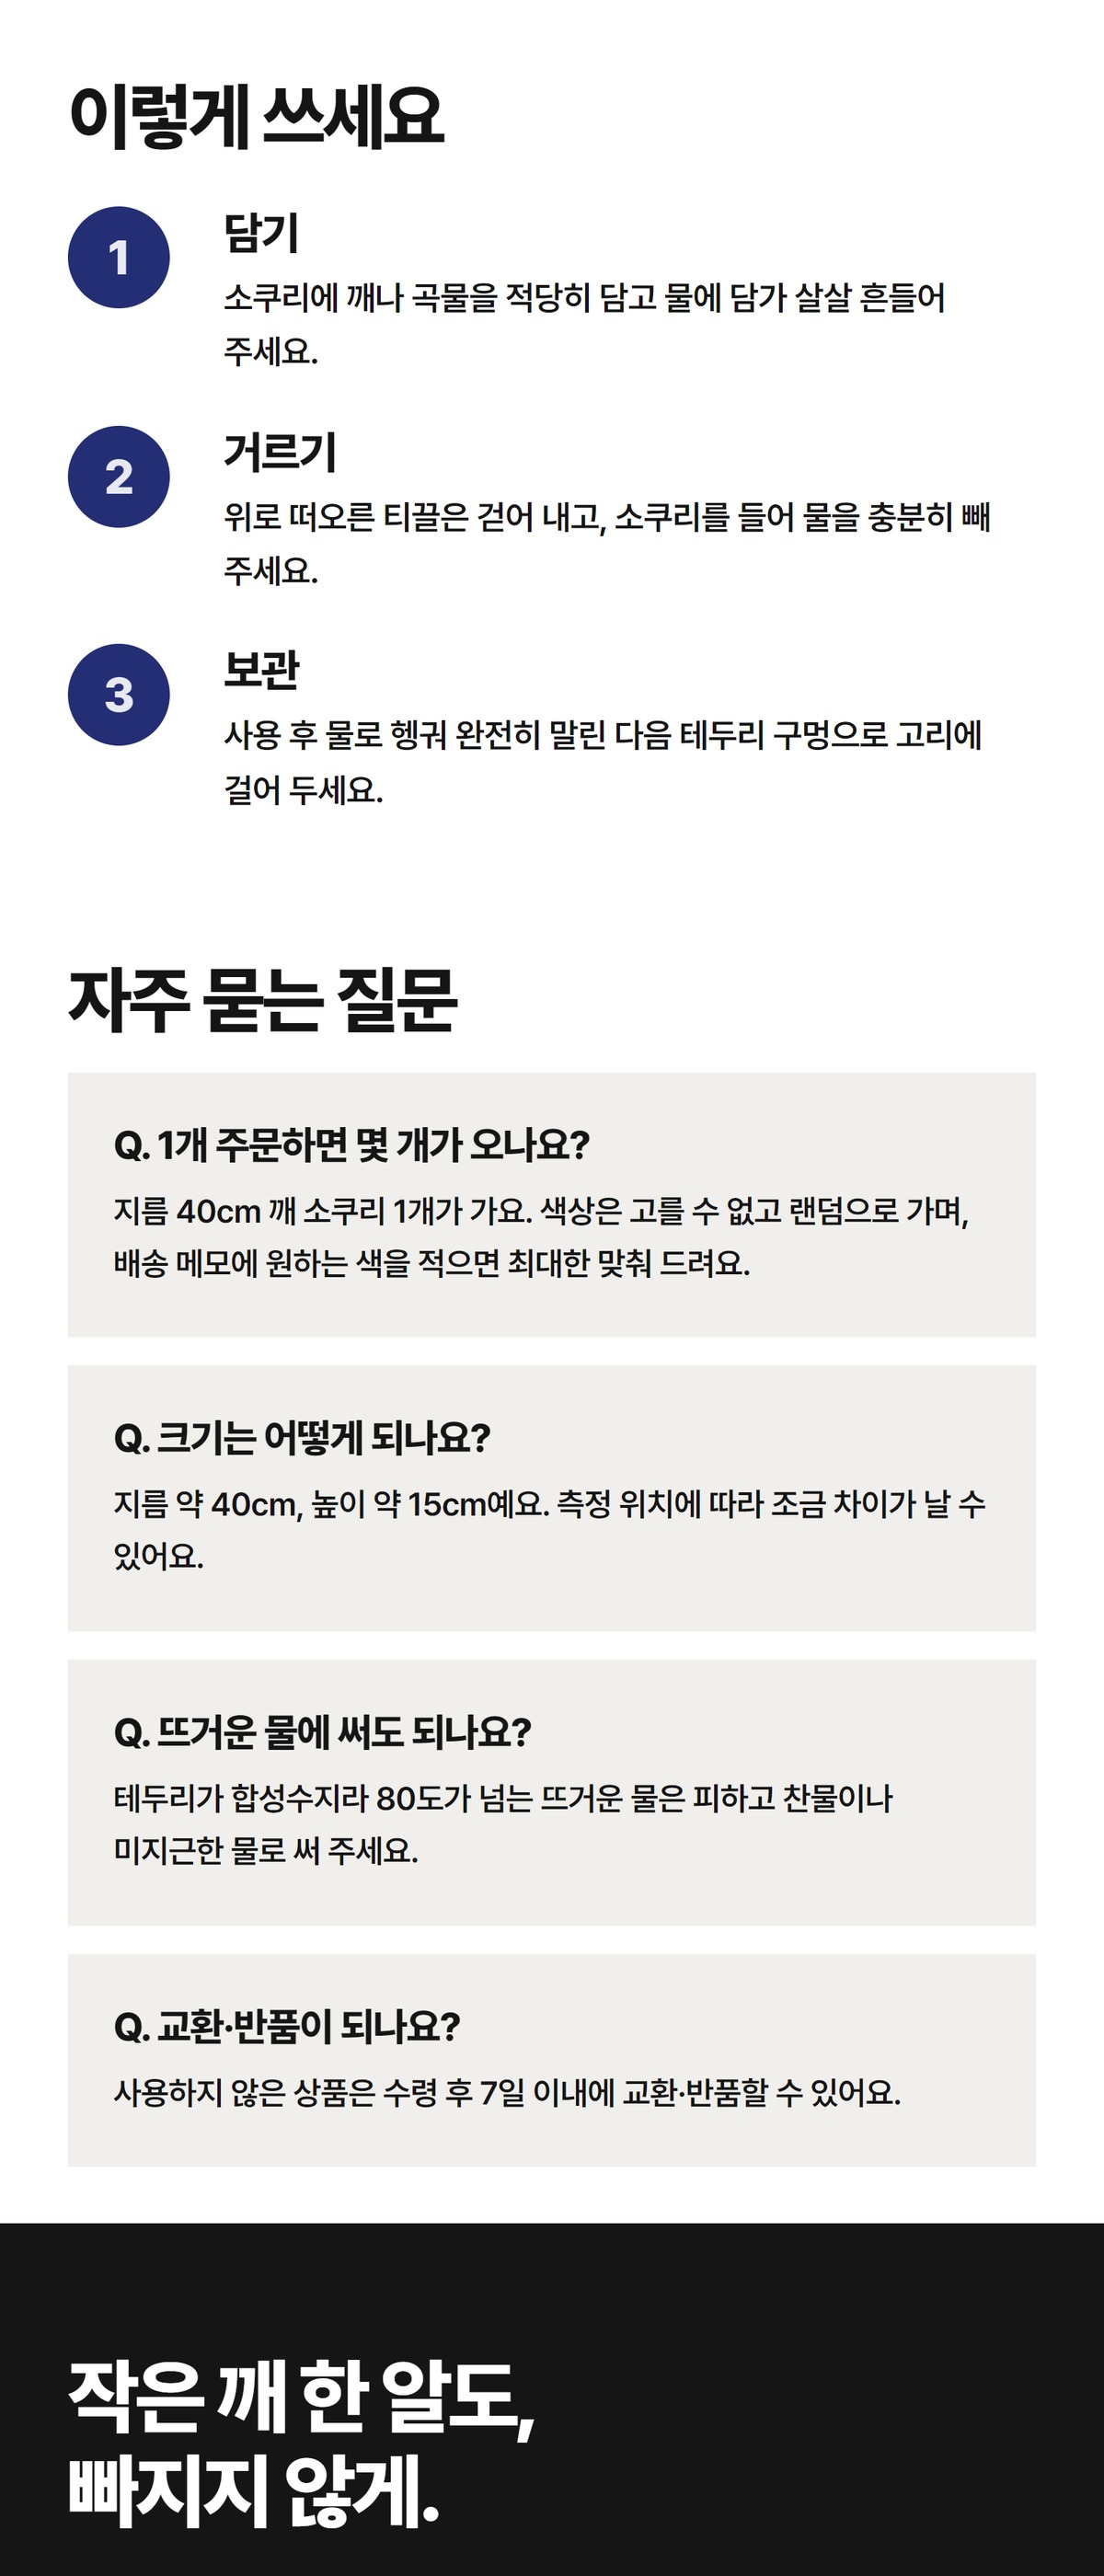 이렇게 쓰세요
1
담기
소쿠리에 깨나 곡물을 적당히 담고 물에 담가 살살 흔들어
주세요.
2
거르기
위로 떠오른 티끌은 걷어 내고, 소쿠리를 들어 물을 충분히 빼
주세요.
3
보관
사용 후 물로 헹궈 완전히 말린 다음 테두리 구멍으로 고리에
걸어 두세요.
자주 묻는 질문
Q. 1개 주문하면 몇 개가 오나요?
지름 40cm 깨 소쿠리 1개가 가요. 색상은 고를 수 없고 랜덤으로 가며,
배송 메모에 원하는 색을 적으면 최대한 맞춰 드려요.
Q. 크기는 어떻게 되나요?
지름 약 40cm, 높이 약 15cm예요. 측정 위치에 따라 조금 차이가 날 수
있어요.
Q. 뜨거운 물에 써도 되나요?
테두리가 합성수지라 80도가 넘는 뜨거운 물은 피하고 찬물이나
미지근한 물로 써 주세요.
Q. 교환·반품이 되나요?
사용하지 않은 상품은 수령 후 7일 이내에 교환·반품할 수 있어요.
작은 깨 한 알도,
빠지지 않게.